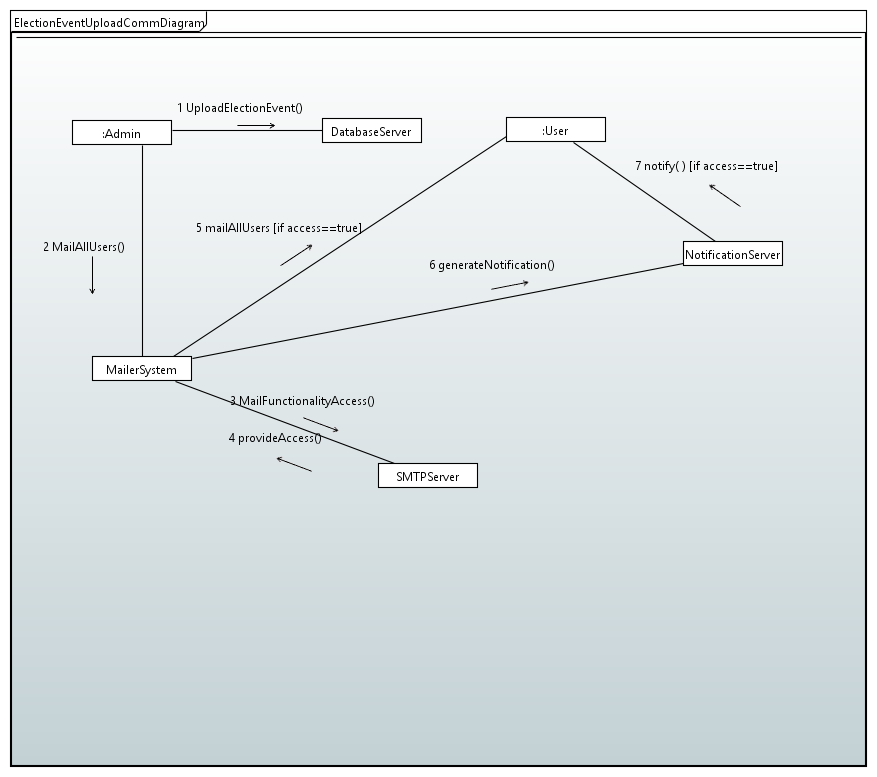 ElectionEventUploadCommDiagram
1 UploadElectionEvent()
:Admin
DatabaseServer
:User
7 notify( ) [if access==true]
5 mailAllUsers [if access==true]
2 MailAllUsers()
NotificationServer
6 generateNotification()
MailerSystem
3 MailFunctionalityAccess()
4 provideAccess()
SMTPServer